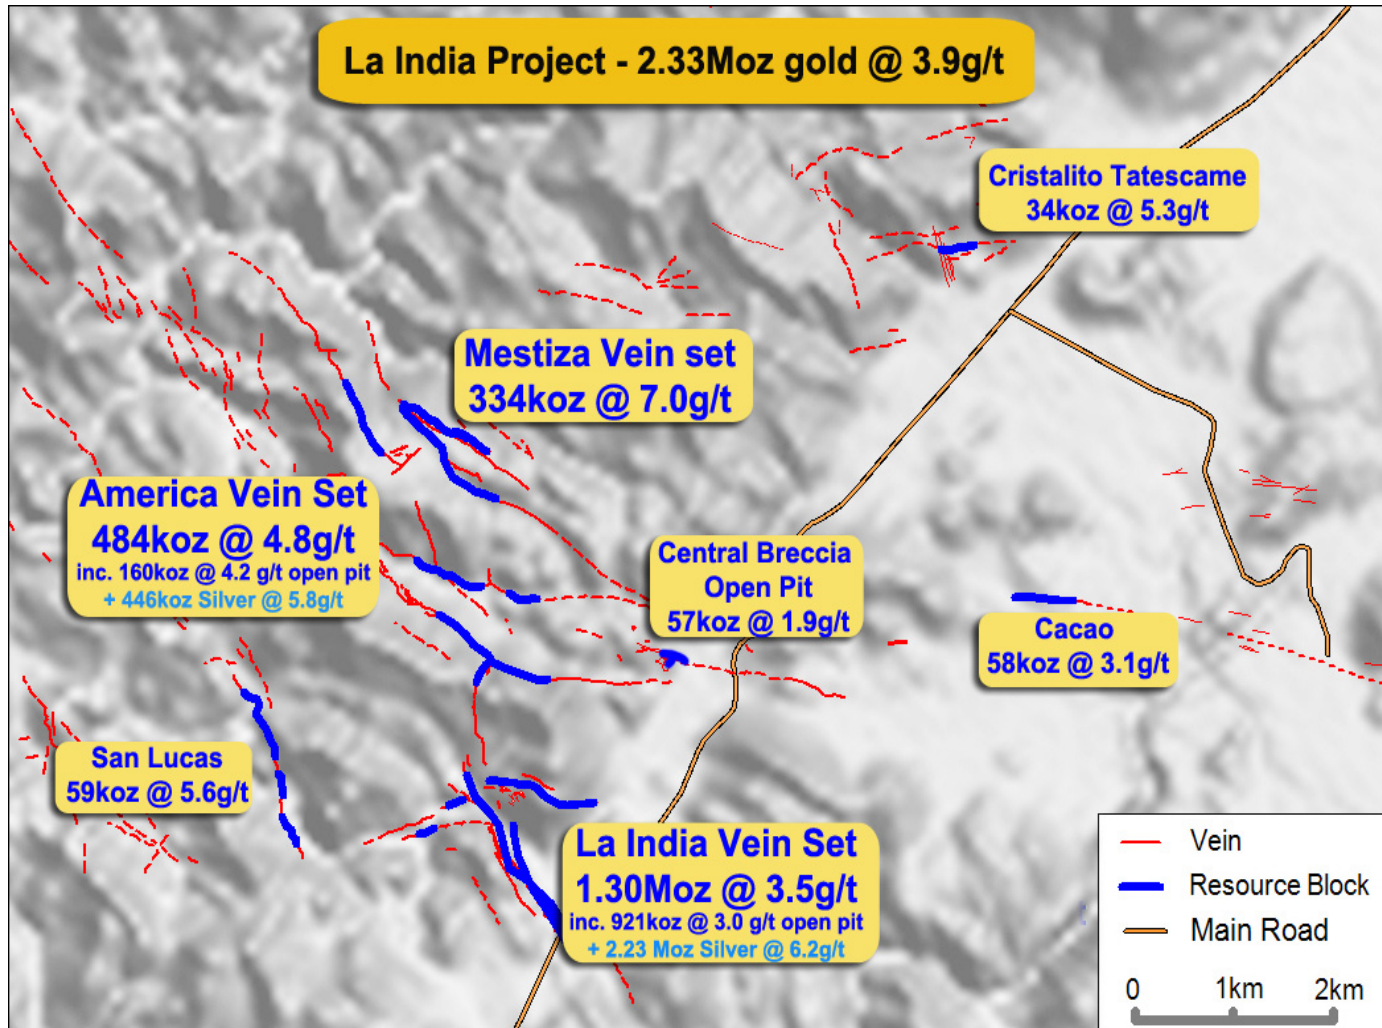 La India Project - 2.33Moz gold @ 3.9g/t
Cristalito Tatescame
34koz @ 5.3g/t
Mestiza Vein set
334koz @ 7.0g/t
America Vein Set
484koz @ 4.8g/t
inc. 160koz @ 4.2 g/t open pit
+ 446koz Silver @ 5.8g/t
Central Breccia
Open Pit
57koz @ 1.9g/t
Cacao
58koz @ 3.1g/t
San Lucas
59koz @ 5.6g/t
La India Vein Set
1.30Moz @ 3.5g/t
inc. 921koz @ 3.0 g/t open pit
+ 2.23 Moz Silver @ 6.2g/t
Vein
Resource Block
Main Road
0 1km 2km